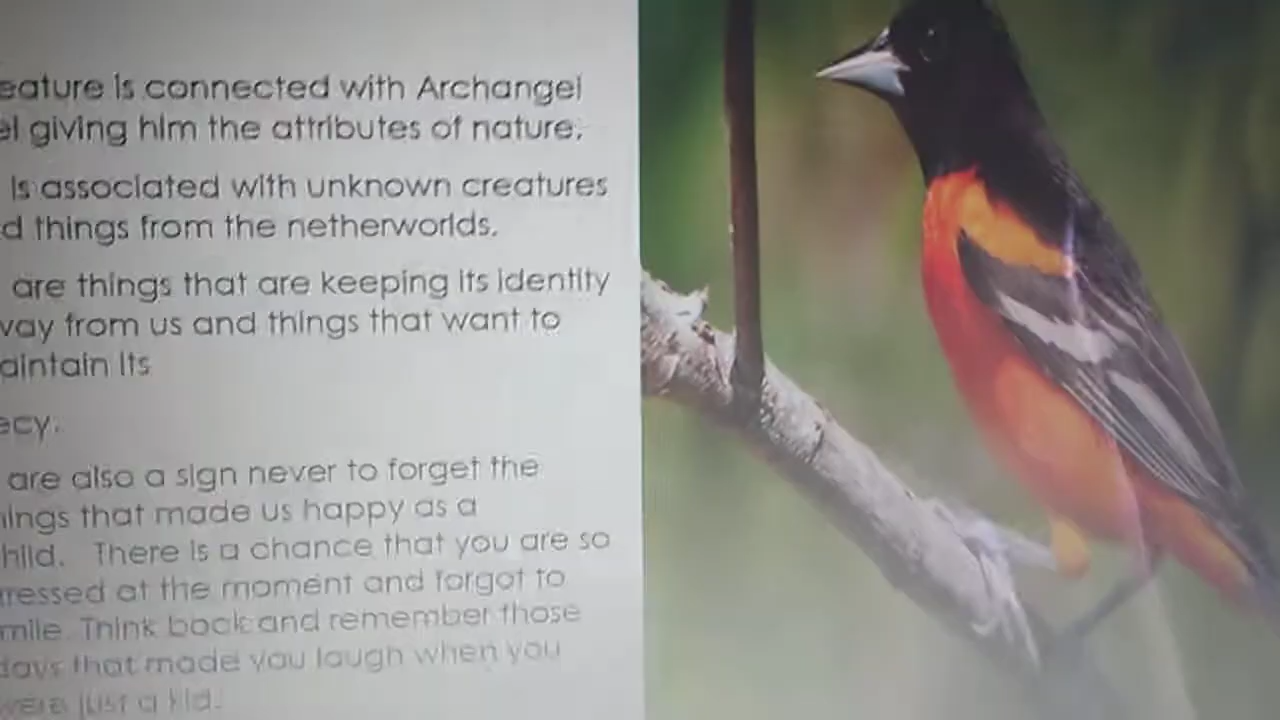 eature is connected with Archangel
el giving him the attributes of nature.
is associated with unknown creatures
d things from the netherworlds.
are things that are keeping its identity
way from us and things that want to
aintain its
ecy.
are also a sign never to forget the
hings that made us happy as a
hild. There is a chance that you are so
ressed at the moment and forgot to
mile. Think back and remember those
days that made you laugh when you
were just a kid.